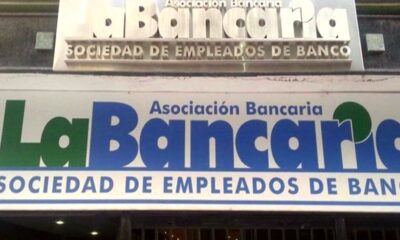 Asociación Bancaria
LaBancaria
SOCIEDAD DE EMPLEADOS DE BANCO
Asociación Bancaria
LaBancaria
SOCIEDAD DE EMPLEADOS DE BANC